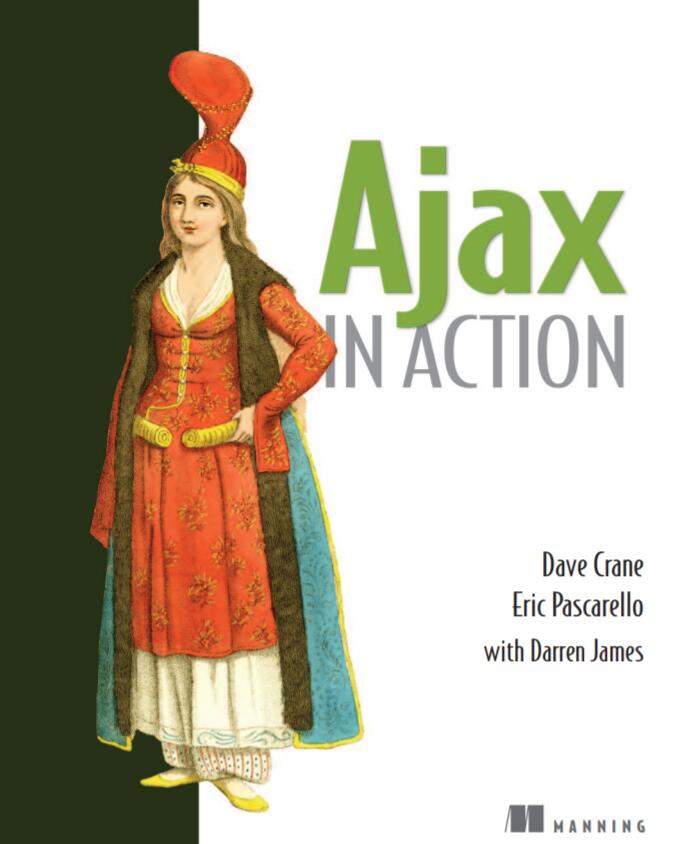 Ajax
IN ACTION
Dave Crane
Eric Pascarello
with Darren James
MANNING